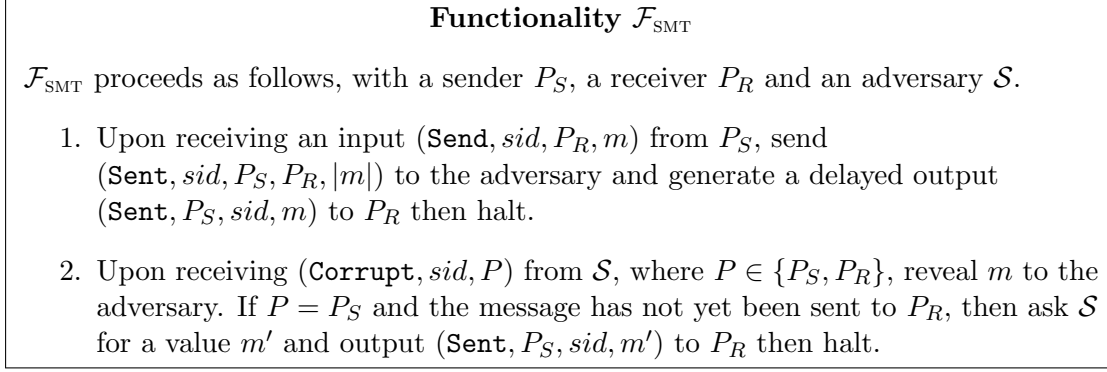 Functionality F_SMT
F_SMT proceeds as follows, with a sender P_S, a receiver P_R and an adversary S.
1. Upon receiving an input (Send, sid, P_R, m) from P_S, send
(Sent, sid, P_S, P_R, |m|) to the adversary and generate a delayed output
(Sent, P_S, sid, m) to P_R then halt.
2. Upon receiving (Corrupt, sid, P) from S, where P ∈ {P_S, P_R}, reveal m to the
adversary. If P = P_S and the message has not yet been sent to P_R, then ask S
for a value m′ and output (Sent, P_S, sid, m′) to P_R then halt.